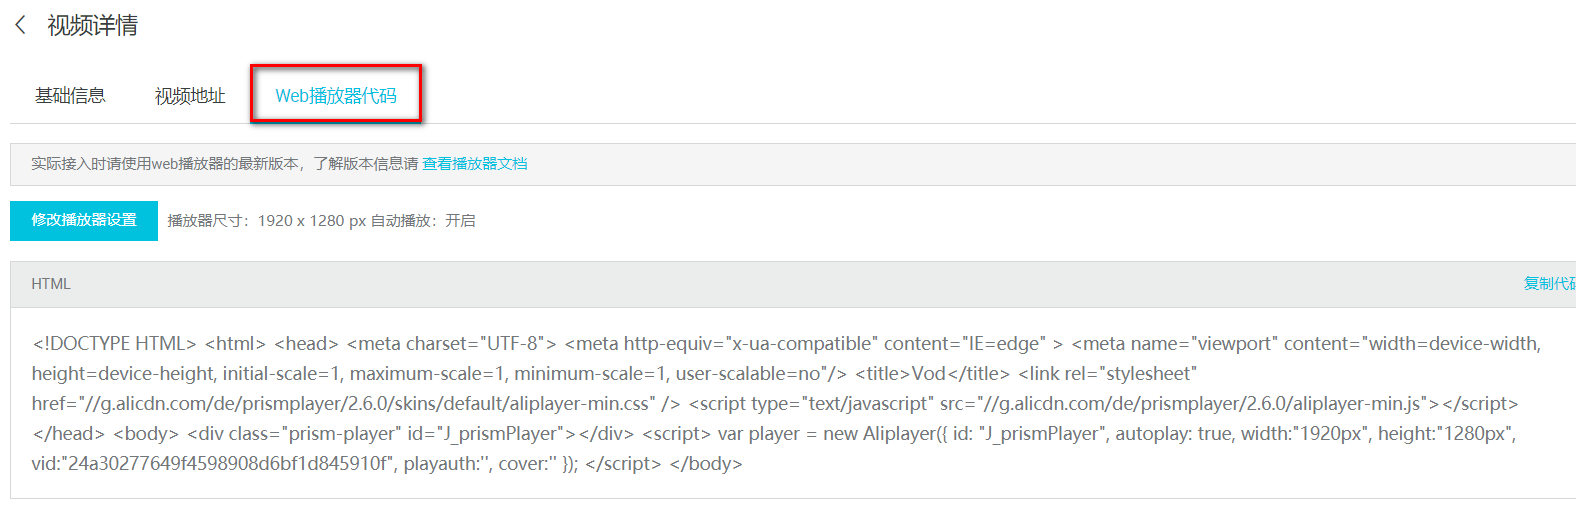 视频详情
基础信息 视频地址 Web播放器代码
实际接入时请使用web播放器的最新版本，了解版本信息请 查看播放器文档
修改播放器设置 播放器尺寸：1920 x 1280 px 自动播放：开启
HTML 复制代码
<!DOCTYPE HTML> <html> <head> <meta charset="UTF-8"> <meta http-equiv="x-ua-compatible" content="IE=edge" > <meta name="viewport" content="width=device-width,
height=device-height, initial-scale=1, maximum-scale=1, minimum-scale=1, user-scalable=no"/> <title>Vod</title> <link rel="stylesheet"
href="//g.alicdn.com/de/prismplayer/2.6.0/skins/default/aliplayer-min.css" /> <script type="text/javascript" src="//g.alicdn.com/de/prismplayer/2.6.0/aliplayer-min.js"></script>
</head> <body> <div class="prism-player" id="J_prismPlayer"></div> <script> var player = new Aliplayer({ id: "J_prismPlayer", autoplay: true, width:"1920px", height:"1280px",
vid:"24a30277649f4598908d6bf1d845910f", playauth:'', cover:'' }); </script> </body>